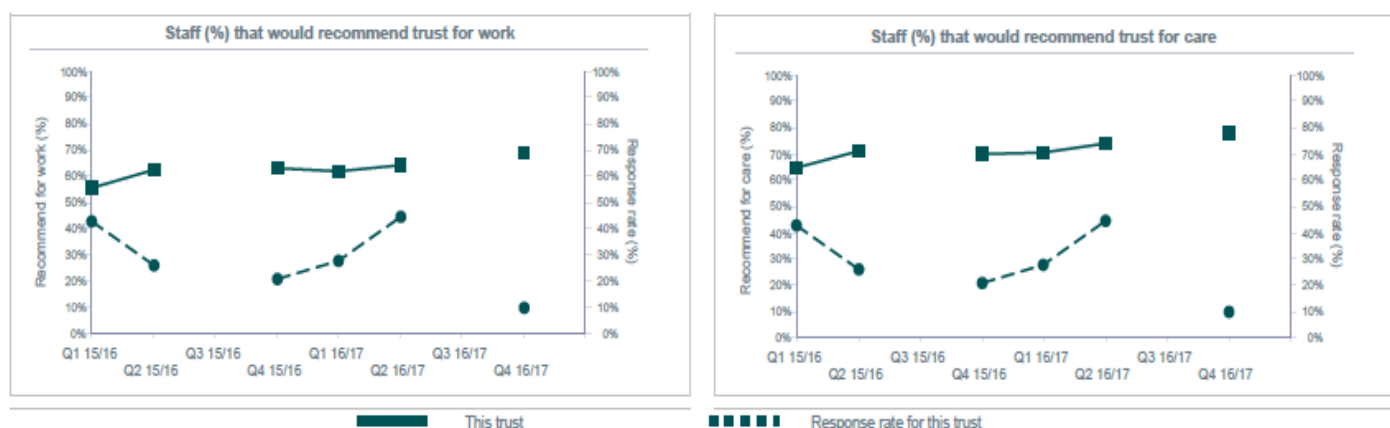 Staff (%) that would recommend trust for work
100%
90%
80%
70%
60%
50%
40%
30%
20%
10%
0%
Recommend for work (%)
100%
90%
80%
70%
60%
50%
40%
30%
20%
10%
0%
Response rate (%)
Q1 15/16
Q2 15/16
Q3 15/16
Q4 15/16
Q1 16/17
Q2 16/17
Q3 16/17
Q4 16/17
Staff (%) that would recommend trust for care
100%
90%
80%
70%
60%
50%
40%
30%
20%
10%
0%
Recommend for care (%)
100%
90%
80%
70%
60%
50%
40%
30%
20%
10%
0%
Response rate (%)
Q1 15/16
Q2 15/16
Q3 15/16
Q4 15/16
Q1 16/17
Q2 16/17
Q3 16/17
Q4 16/17
This trust
Response rate for this trust